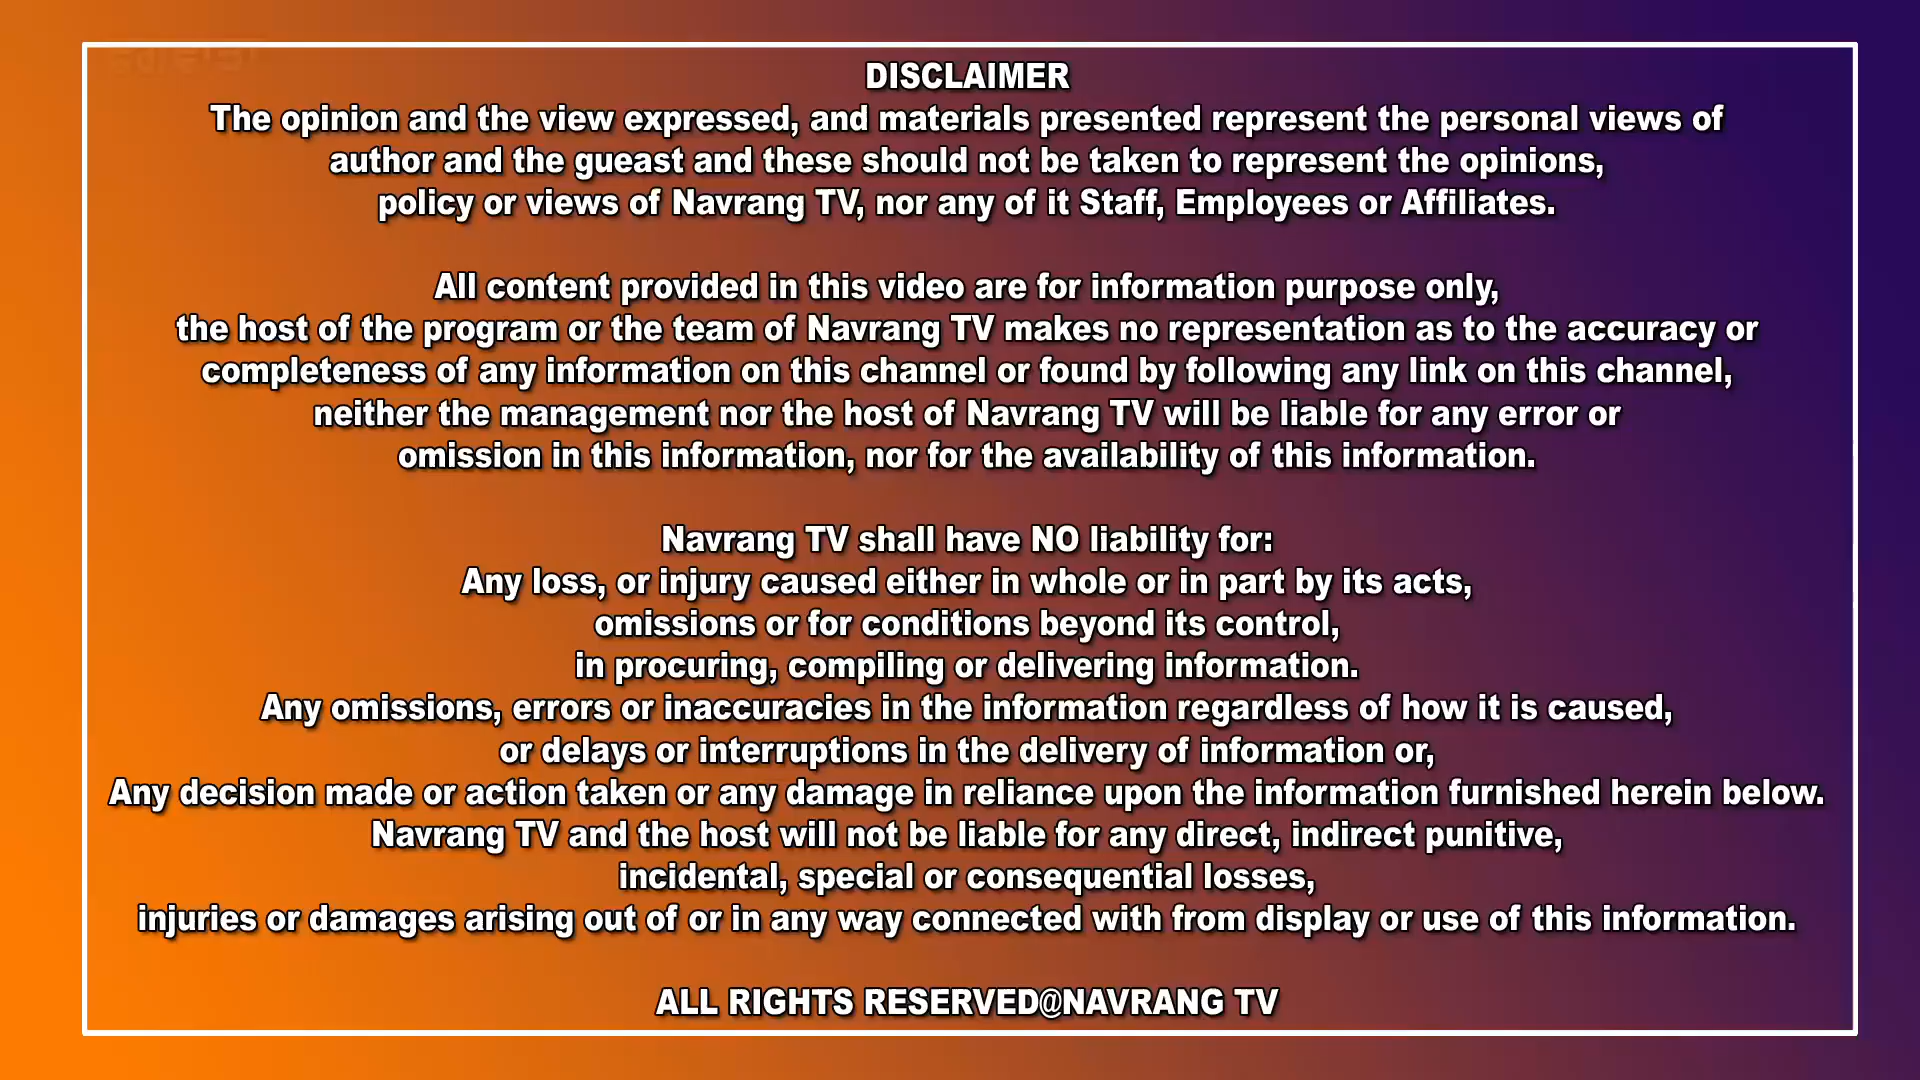 DISCLAIMER
The opinion and the view expressed, and materials presented represent the personal views of
author and the gueast and these should not be taken to represent the opinions,
policy or views of Navrang TV, nor any of it Staff, Employees or Affiliates.
All content provided in this video are for information purpose only,
the host of the program or the team of Navrang TV makes no representation as to the accuracy or
completeness of any information on this channel or found by following any link on this channel,
neither the management nor the host of Navrang TV will be liable for any error or
omission in this information, nor for the availability of this information.
Navrang TV shall have NO liability for:
Any loss, or injury caused either in whole or in part by its acts,
omissions or for conditions beyond its control,
in procuring, compiling or delivering information.
Any omissions, errors or inaccuracies in the information regardless of how it is caused,
or delays or interruptions in the delivery of information or,
Any decision made or action taken or any damage in reliance upon the information furnished herein below.
Navrang TV and the host will not be liable for any direct, indirect punitive,
incidental, special or consequential losses,
injuries or damages arising out of or in any way connected with from display or use of this information.
ALL RIGHTS RESERVED@NAVRANG TV